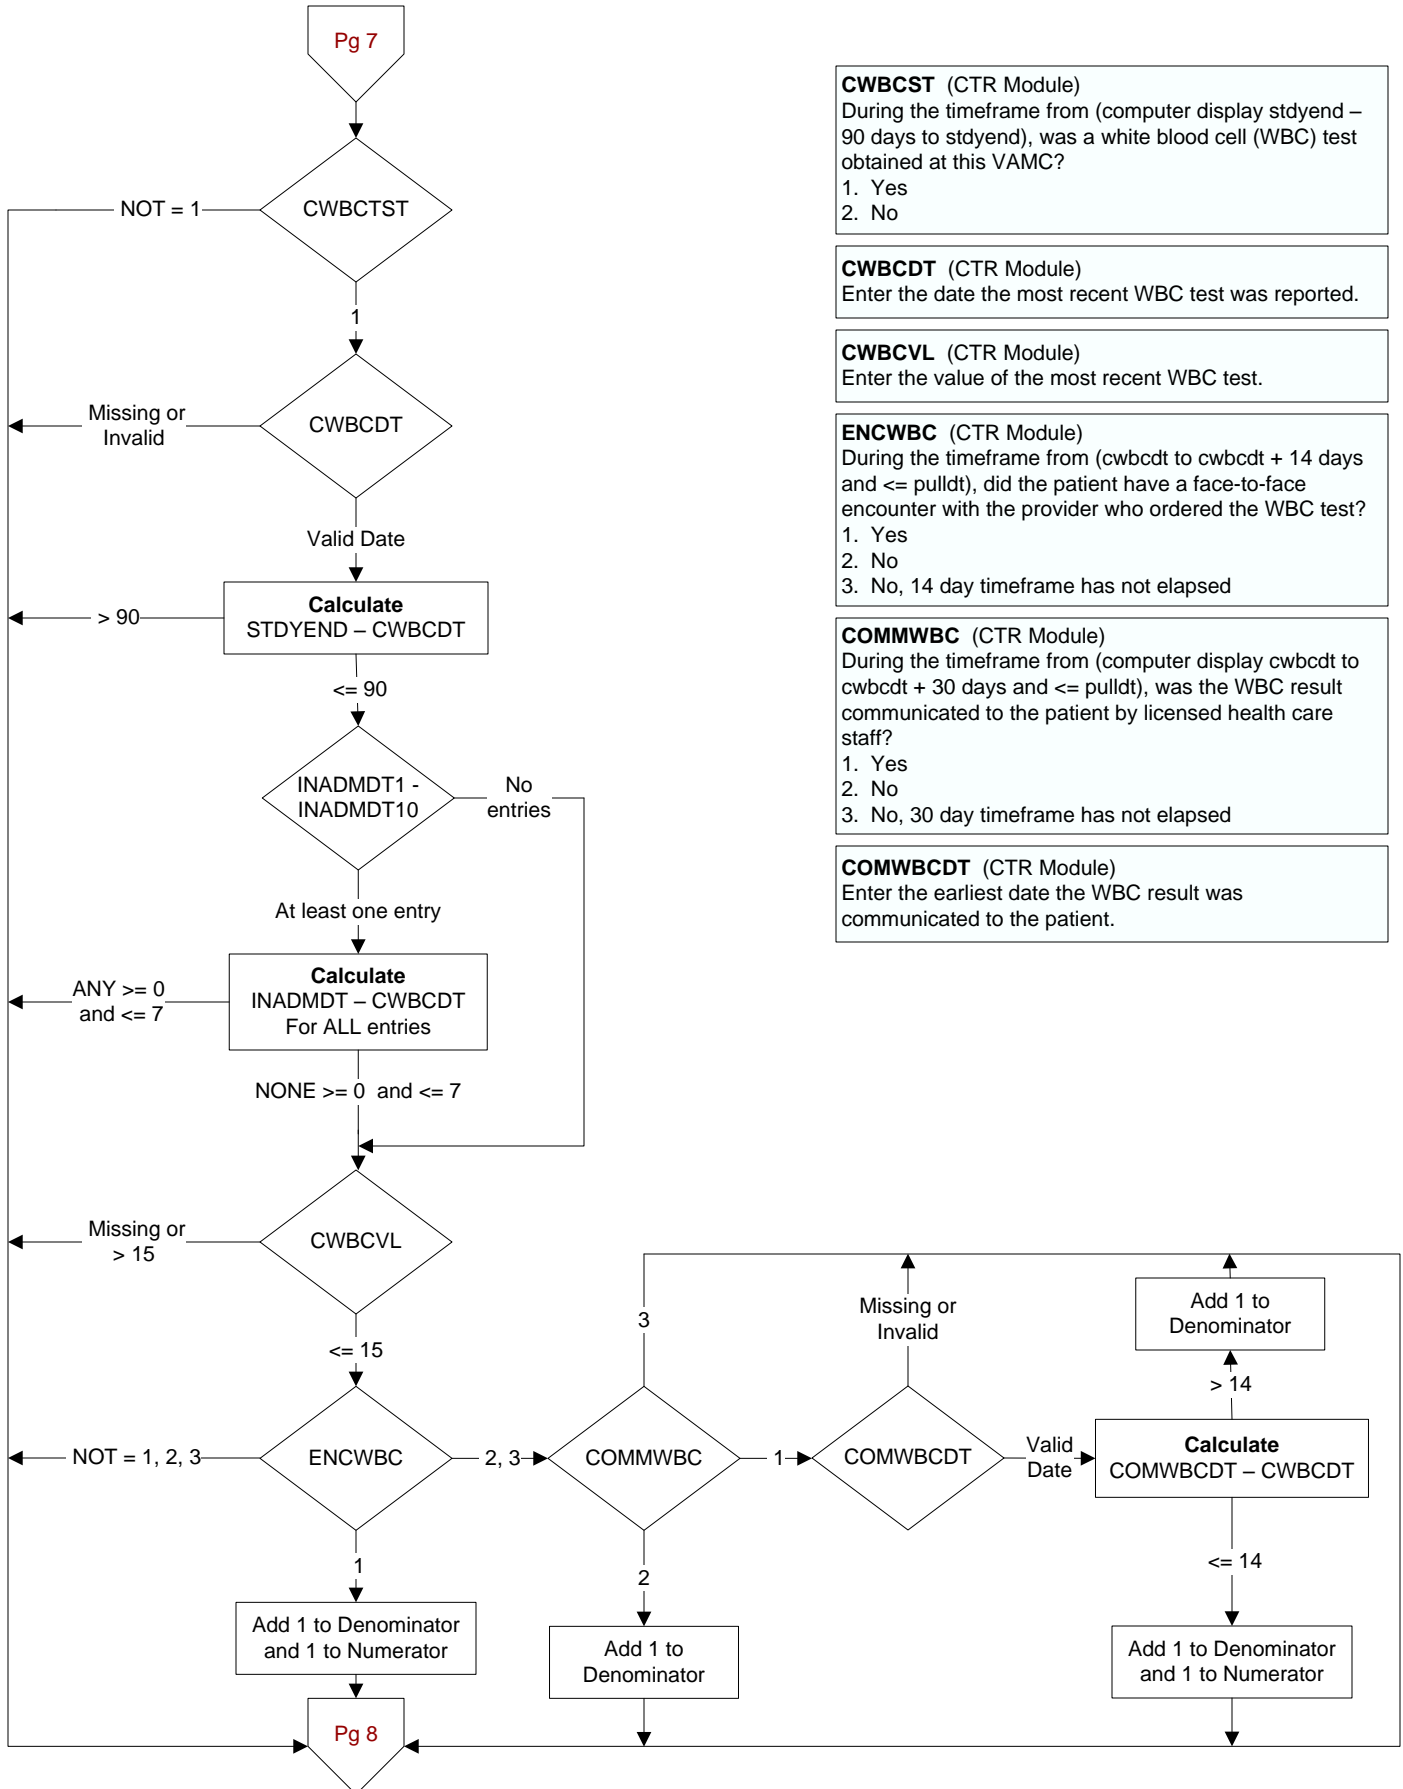 Pg 7
CWBCTST
NOT = 1
1
CWBCDT
Missing or
Invalid
Valid Date
Calculate
STDYEND – CWBCDT
> 90
<= 90
INADMDT1 -
INADMDT10
No
entries
At least one entry
Calculate
INADMDT – CWBCDT
For ALL entries
ANY >= 0
and <= 7
NONE >= 0 and <= 7
CWBCVL
Missing or
> 15
<= 15
ENCWBC
NOT = 1, 2, 3
2, 3
1
Add 1 to Denominator
and 1 to Numerator
Pg 8
COMMWBC
3
1
2
Add 1 to
Denominator
COMWBCDT
Missing or
Invalid
Valid
Date
Calculate
COMWBCDT – CWBCDT
> 14
Add 1 to
Denominator
<= 14
Add 1 to Denominator
and 1 to Numerator
CWBCST (CTR Module)
During the timeframe from (computer display stdyend –
90 days to stdyend), was a white blood cell (WBC) test
obtained at this VAMC?
1. Yes
2. No
CWBCDT (CTR Module)
Enter the date the most recent WBC test was reported.
CWBCVL (CTR Module)
Enter the value of the most recent WBC test.
ENCWBC (CTR Module)
During the timeframe from (cwbcdt to cwbcdt + 14 days
and <= pulldt), did the patient have a face-to-face
encounter with the provider who ordered the WBC test?
1. Yes
2. No
3. No, 14 day timeframe has not elapsed
COMMWBC (CTR Module)
During the timeframe from (computer display cwbcdt to
cwbcdt + 30 days and <= pulldt), was the WBC result
communicated to the patient by licensed health care
staff?
1. Yes
2. No
3. No, 30 day timeframe has not elapsed
COMWBCDT (CTR Module)
Enter the earliest date the WBC result was
communicated to the patient.